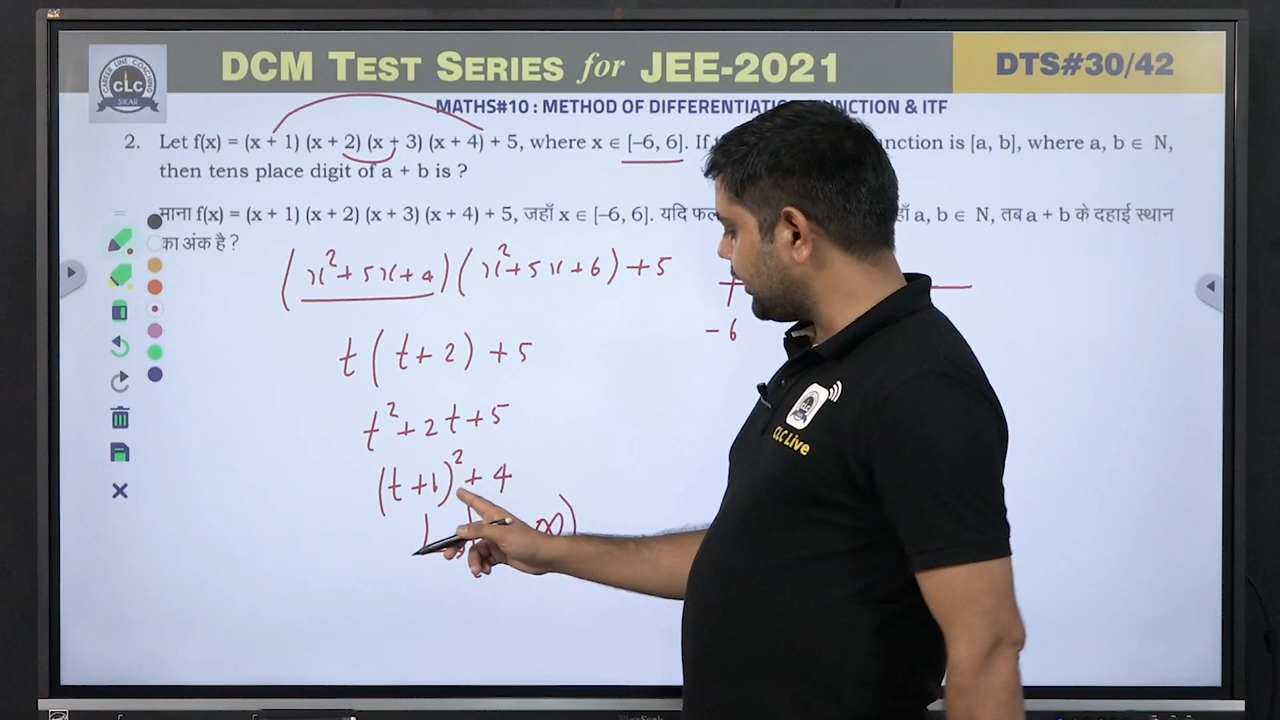 DCM TEST SERIES for JEE-2021
DTS#30/42
CAREER LINE COACHING
CLC
SIKAR
MATHS#10 : METHOD OF DIFFERENTIATION & ITF
2. Let f(x) = (x + 1) (x + 2) (x + 3) (x + 4) + 5, where x ∈ [–6, 6]. If is [a, b], where a, b ∈ N,
then tens place digit of a + b is ?
माना f(x) = (x + 1) (x + 2) (x + 3) (x + 4) + 5, जहाँ x ∈ [–6, 6]. यदि a, b ∈ N, तब a + b के दहाई स्थान
का अंक है ?
(x²+5x+4)(x²+5x+6)+5
t(t+2)+5
-6
t²+2t+5
(t+1)²+4
∞)
CLC Live